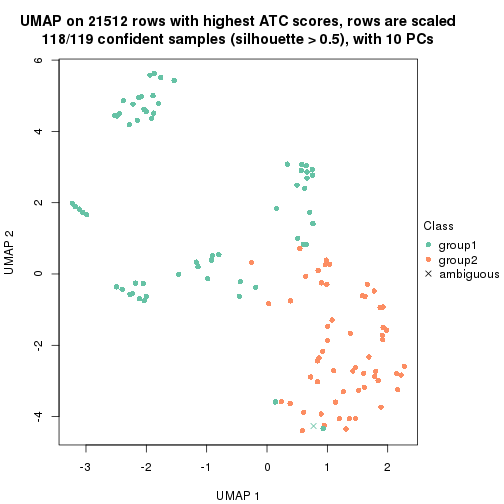 UMAP on 21512 rows with highest ATC scores, rows are scaled
118/119 confident samples (silhouette > 0.5), with 10 PCs
6
4
2
0
-2
-4
UMAP 2
-3
-2
-1
0
1
2
UMAP 1
Class
group1
group2
ambiguous